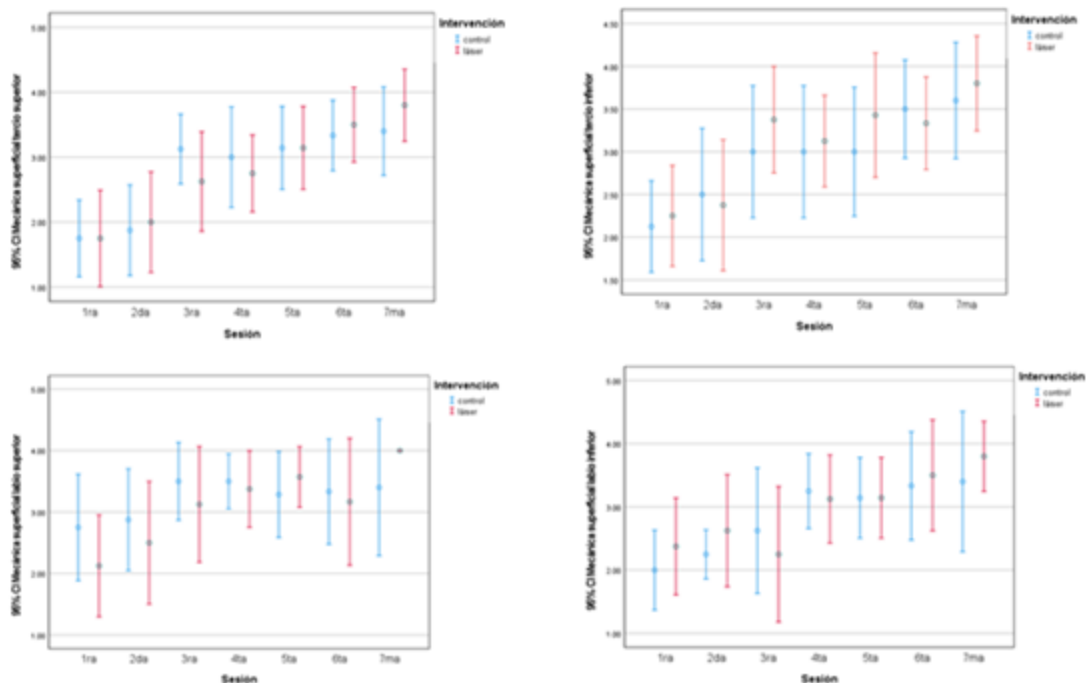 Intervención
control
láser
5.00
4.00
3.00
2.00
1.00
95% CI Mecánica superficial tercio superior
1ra 2da 3ra 4ta 5ta 6ta 7ma
Sesión
Intervención
control
láser
4.50
4.00
3.50
3.00
2.50
2.00
1.50
95% CI Mecánica superficial tercio inferior
1ra 2da 3ra 4ta 5ta 6ta 7ma
Sesión
Intervención
control
láser
5.00
4.00
3.00
2.00
1.00
95% CI Mecánica superficial labio superior
1ra 2da 3ra 4ta 5ta 6ta 7ma
Sesión
Intervención
control
láser
5.00
4.00
3.00
2.00
1.00
95% CI Mecánica superficial labio inferior
1ra 2da 3ra 4ta 5ta 6ta 7ma
Sesión